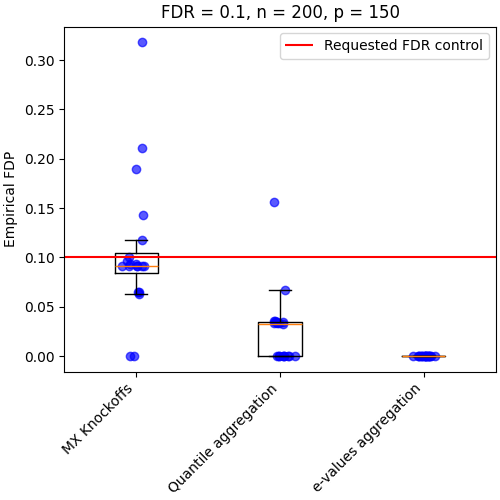 FDR = 0.1, n = 200, p = 150
Requested FDR control
Empirical FDP
0.30
0.25
0.20
0.15
0.10
0.05
0.00
MX Knockoffs
Quantile aggregation
e-values aggregation